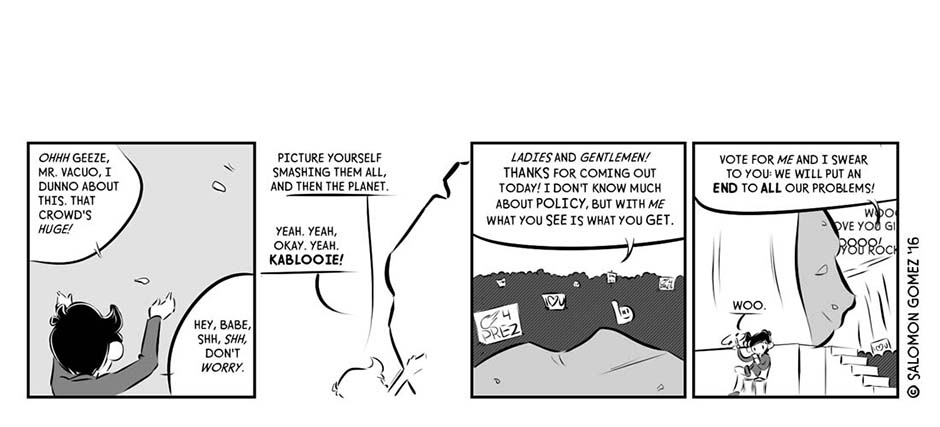 OHHH GEEZE,
MR. VACUO, I
DUNNO ABOUT
THIS. THAT
CROWD'S
HUGE!
HEY, BABE,
SHH, SHH,
DON'T
WORRY.
PICTURE YOURSELF
SMASHING THEM ALL,
AND THEN THE PLANET.
YEAH. YEAH,
OKAY. YEAH.
KABLOOIE!
LADIES AND GENTLEMEN!
THANKS FOR COMING OUT
TODAY! I DON'T KNOW MUCH
ABOUT POLICY, BUT WITH ME
WHAT YOU SEE IS WHAT YOU GET.
4
PREZ
VOTE FOR ME AND I SWEAR
TO YOU: WE WILL PUT AN
END TO ALL OUR PROBLEMS!
WOO.
YOU ROCK
© SALOMON GOMEZ '16